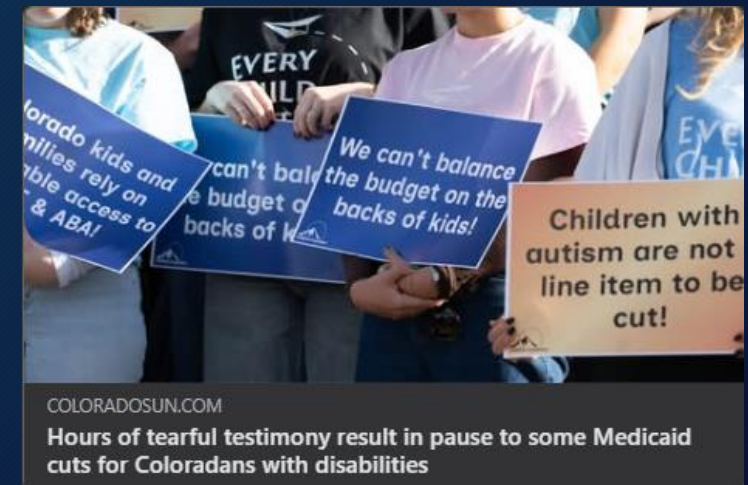 EVERY
CHILD
lorado kids and
milies rely on
ble access to
& ABA!
can't bal
e budget o
backs of k
We can't balance
the budget on the
backs of kids!
EVE
CH
Children with
autism are not
line item to be
cut!
COLORADOSUN.COM
Hours of tearful testimony result in pause to some Medicaid
cuts for Coloradans with disabilities